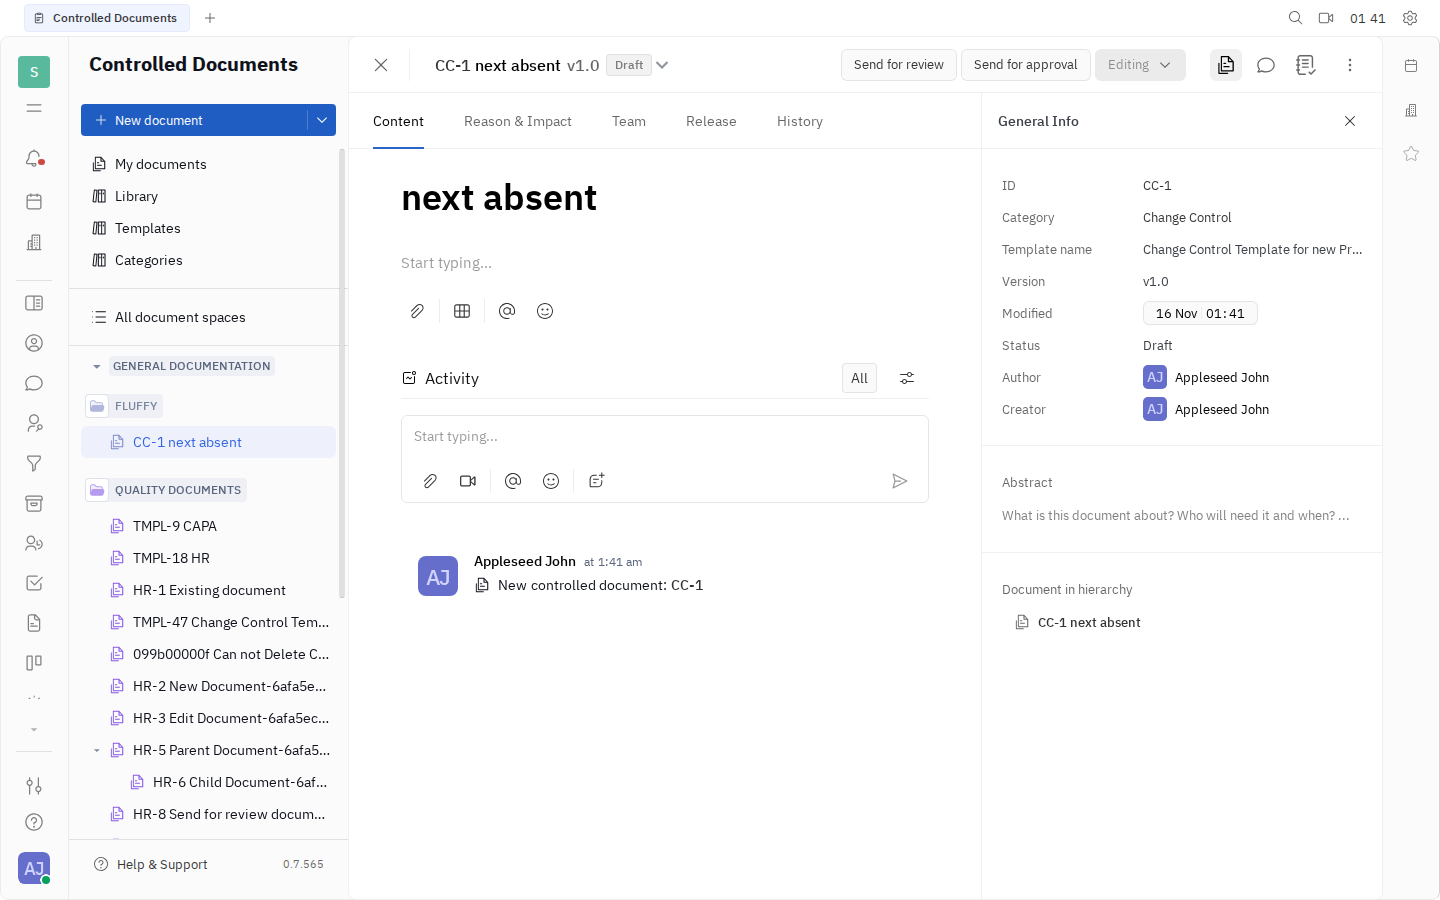 Controlled Documents
01 41
S
Controlled Documents
New document
My documents
Library
Templates
Categories
All document spaces
GENERAL DOCUMENTATION
FLUFFY
CC-1 next absent
QUALITY DOCUMENTS
TMPL-9 CAPA
TMPL-18 HR
HR-1 Existing document
TMPL-47 Change Control Tem...
099b00000f Can not Delete C...
HR-2 New Document-6afa5e...
HR-3 Edit Document-6afa5ec...
HR-5 Parent Document-6afa5...
HR-6 Child Document-6af...
HR-8 Send for review docum...
Help & Support 0.7.565
AJ
CC-1 next absent v1.0 Draft
Send for review
Send for approval
Editing
Content Reason & Impact Team Release History
next absent
Start typing...
Activity
All
Start typing...
AJ
Appleseed John at 1:41 am
New controlled document: CC-1
General Info
ID CC-1
Category Change Control
Template name Change Control Template for new Pr...
Version v1.0
Modified 16 Nov 01:41
Status Draft
Author AJ Appleseed John
Creator AJ Appleseed John
Abstract
What is this document about? Who will need it and when? ...
Document in hierarchy
CC-1 next absent